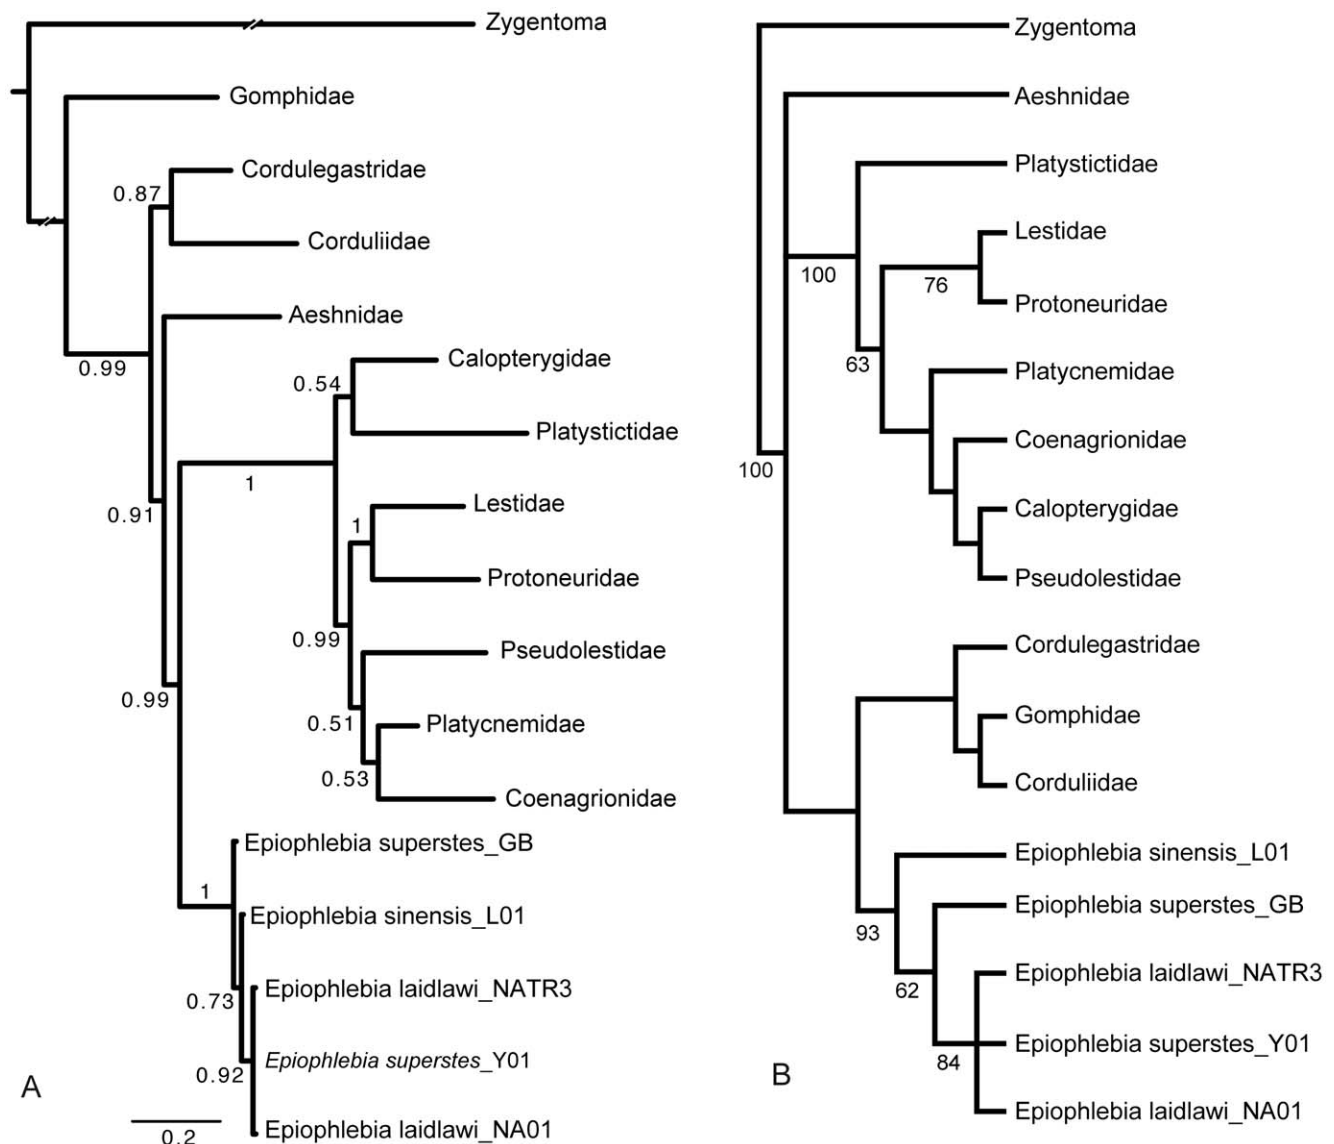 Zygentoma
Gomphidae
Cordulegastridae
0.87
Corduliidae
Aeshnidae
0.99
Calopterygidae
0.54
Platystictidae
1
Lestidae
0.91
1
Protoneuridae
0.99
Pseudolestidae
0.99
0.51
Platycnemidae
0.53
Coenagrionidae
Epiophlebia superstes_GB
1
Epiophlebia sinensis_L01
Epiophlebia laidlawi_NATR3
0.73
Epiophlebia superstes_Y01
0.92
A
Epiophlebia laidlawi_NA01
0.2
Zygentoma
Aeshnidae
Platystictidae
Lestidae
100
76
Protoneuridae
63
Platycnemidae
Coenagrionidae
100
Calopterygidae
Pseudolestidae
Cordulegastridae
Gomphidae
Corduliidae
Epiophlebia sinensis_L01
Epiophlebia superstes_GB
93
Epiophlebia laidlawi_NATR3
62
Epiophlebia superstes_Y01
84
B
Epiophlebia laidlawi_NA01